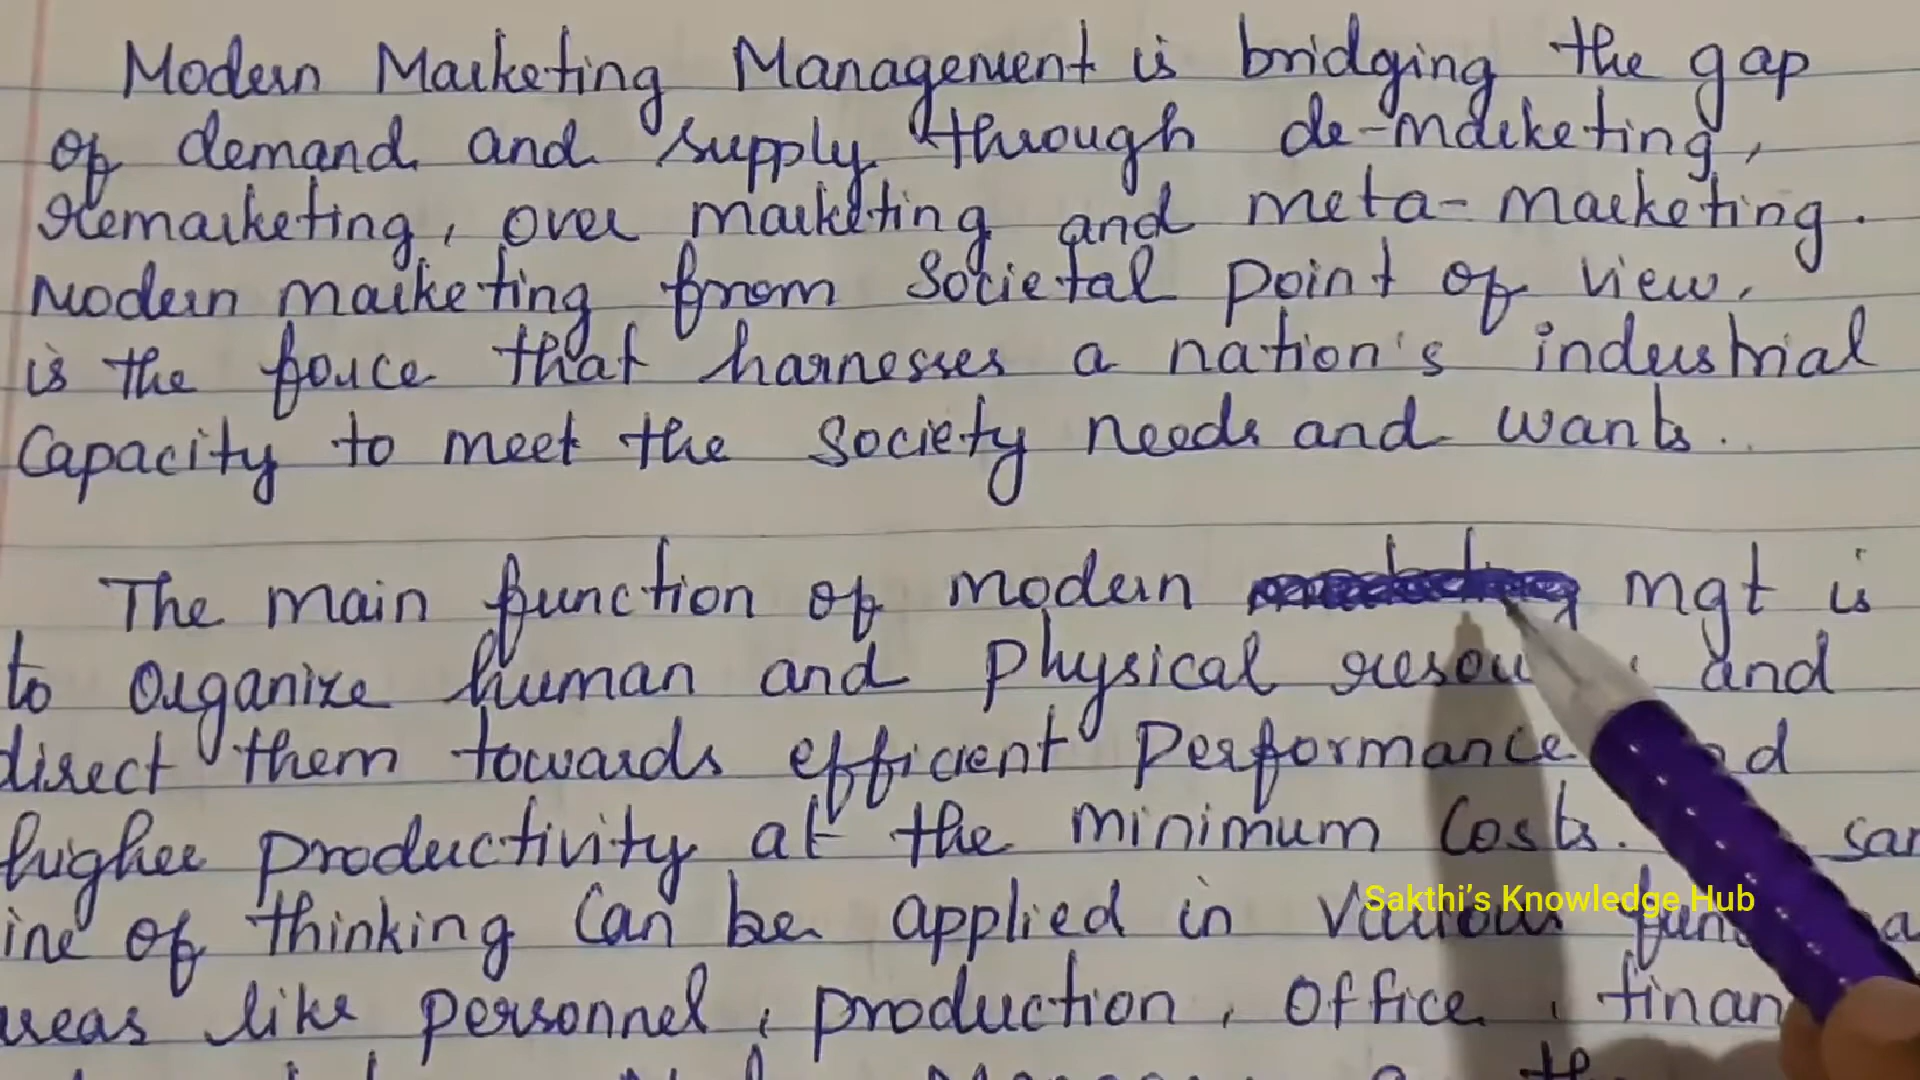 Modern Marketing Management is bridging the gap
of demand and supply through de-marketing,
Remarketing, over marketing and meta-marketing.
Modern marketing from Societal point of view,
is the force that harnesses a nation's industrial
Capacity to meet the Society needs and wants.
The main function of modern mgt is
to organize human and Physical and
direct them towards efficient Performance
higher productivity at the minimum Costs.
of thinking can be applied in various
like personnel, production, office,
Sakthi's Knowledge Hub